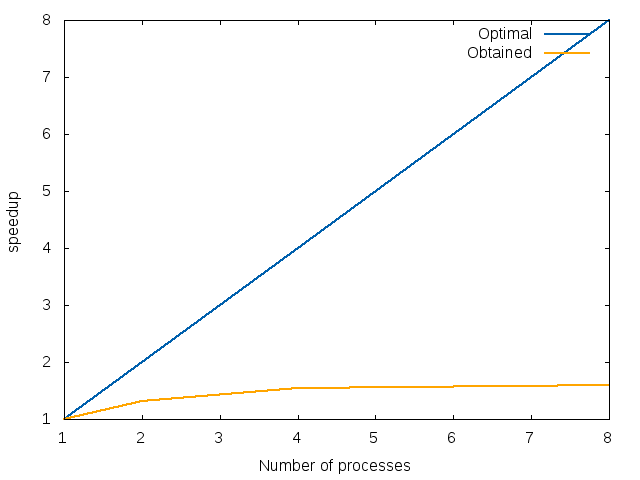 8
7
6
5
4
3
2
1
speedup
Optimal
Obtained
1 2 3 4 5 6 7 8
Number of processes